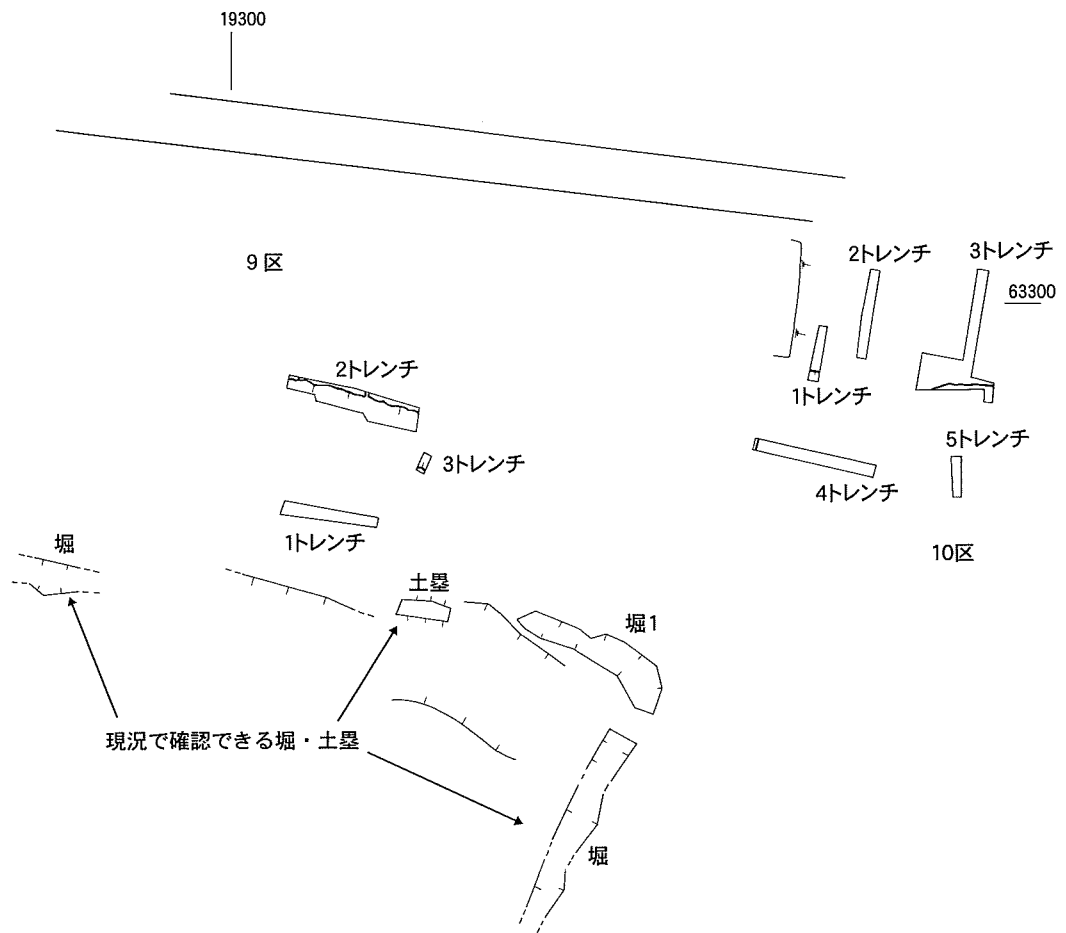 19300
9区
2トレンチ
3トレンチ
63300
1トレンチ
2トレンチ
3トレンチ
5トレンチ
4トレンチ
1トレンチ
10区
堀
土塁
堀1
現況で確認できる堀・土塁
堀